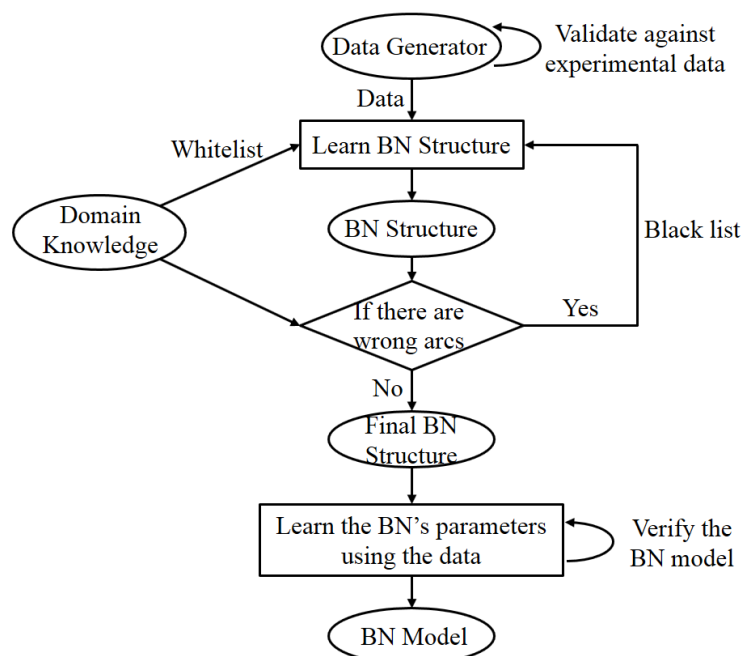 Data Generator
Validate against
experimental data
Data
Whitelist
Learn BN Structure
Domain
Knowledge
BN Structure
Black list
If there are
wrong arcs
Yes
No
Final BN
Structure
Learn the BN's parameters
using the data
Verify the
BN model
BN Model